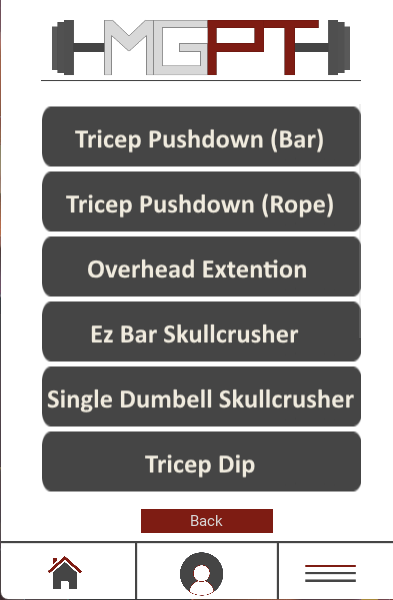 MGPT
Tricep Pushdown (Bar)
Tricep Pushdown (Rope)
Overhead Extention
Ez Bar Skullcrusher
Single Dumbell Skullcrusher
Tricep Dip
Back